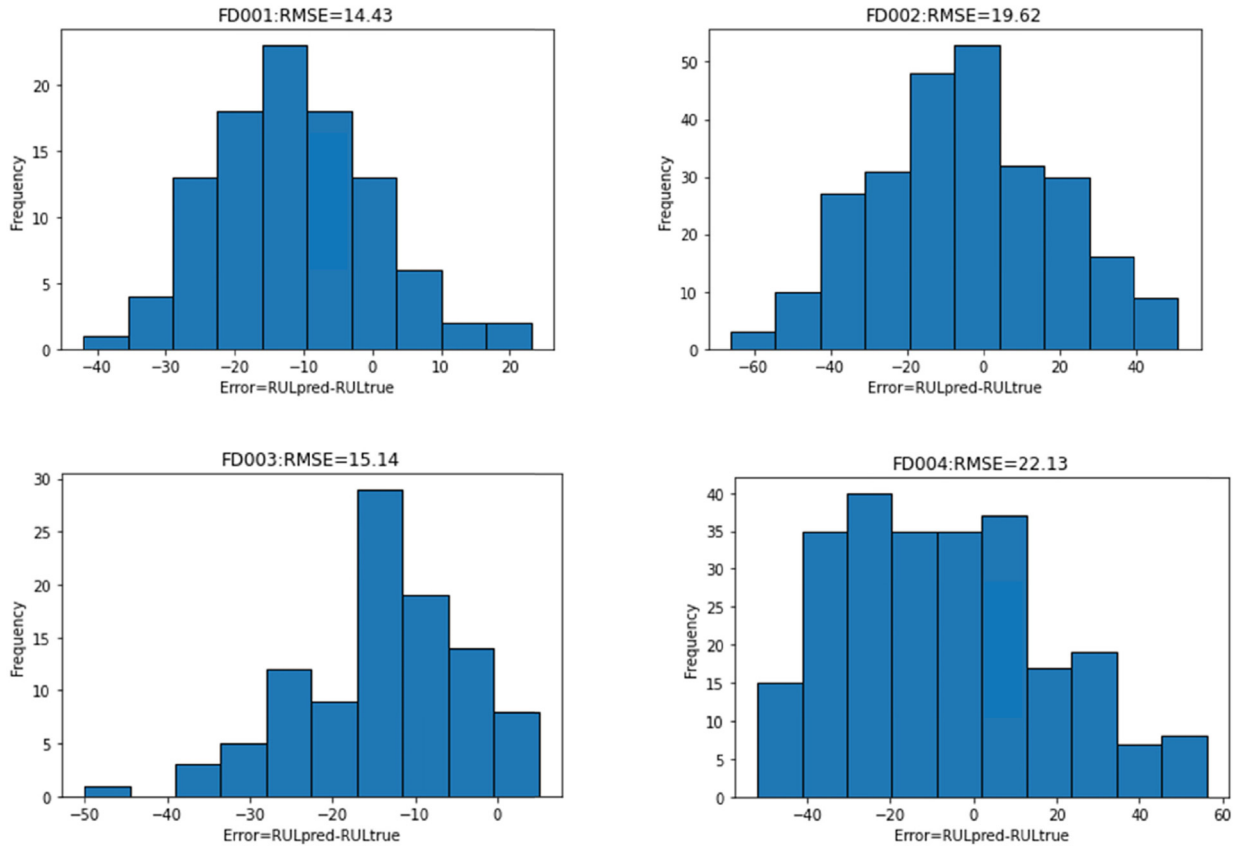 FD001:RMSE=14.43
Frequency
20
15
10
5
0
−40 −30 −20 −10 0 10 20
Error=RULpred-RULtrue
FD002:RMSE=19.62
Frequency
50
40
30
20
10
0
−60 −40 −20 0 20 40
Error=RULpred-RULtrue
FD003:RMSE=15.14
Frequency
30
25
20
15
10
5
0
−50 −40 −30 −20 −10 0
Error=RULpred-RULtrue
FD004:RMSE=22.13
Frequency
40
35
30
25
20
15
10
5
0
−40 −20 0 20 40 60
Error=RULpred-RULtrue